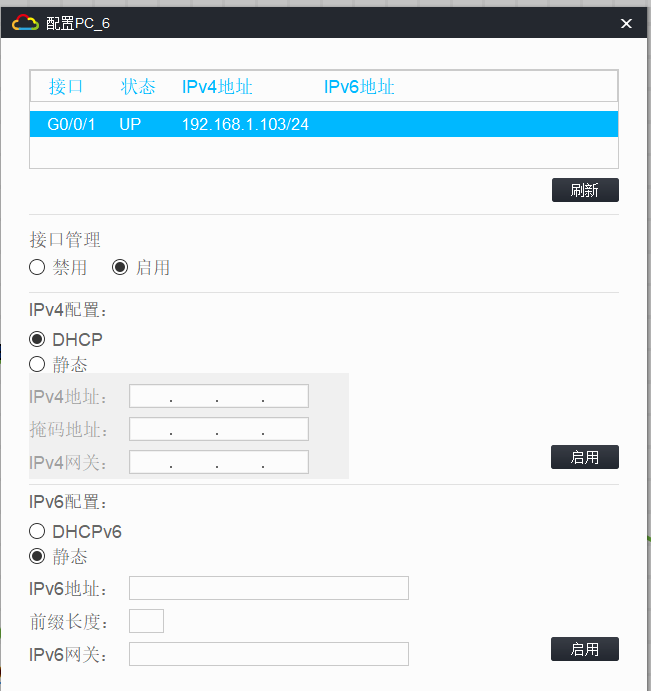 配置PC_6
接口 状态 IPv4地址 IPv6地址
G0/0/1 UP 192.168.1.103/24
刷新
接口管理
禁用 启用
IPv4配置：
DHCP
静态
IPv4地址： . . .
掩码地址： . . .
IPv4网关： . . .
启用
IPv6配置：
DHCPv6
静态
IPv6地址：
前缀长度：
IPv6网关：
启用